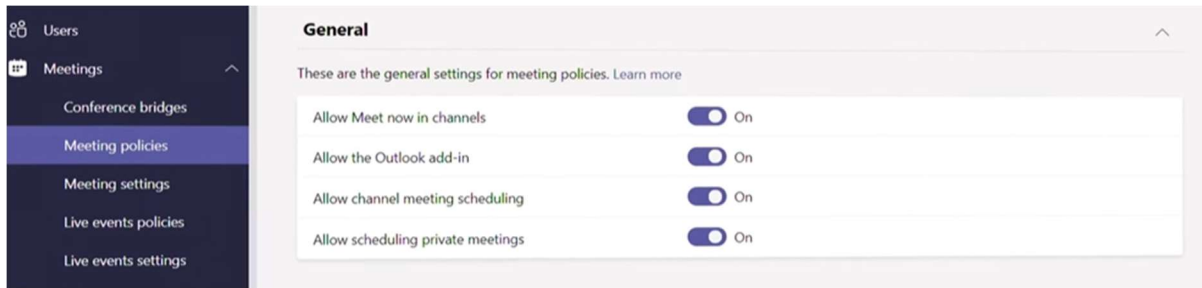 Users
Meetings
Conference bridges
Meeting policies
Meeting settings
Live events policies
Live events settings
General
These are the general settings for meeting policies. Learn more
Allow Meet now in channels On
Allow the Outlook add-in On
Allow channel meeting scheduling On
Allow scheduling private meetings On